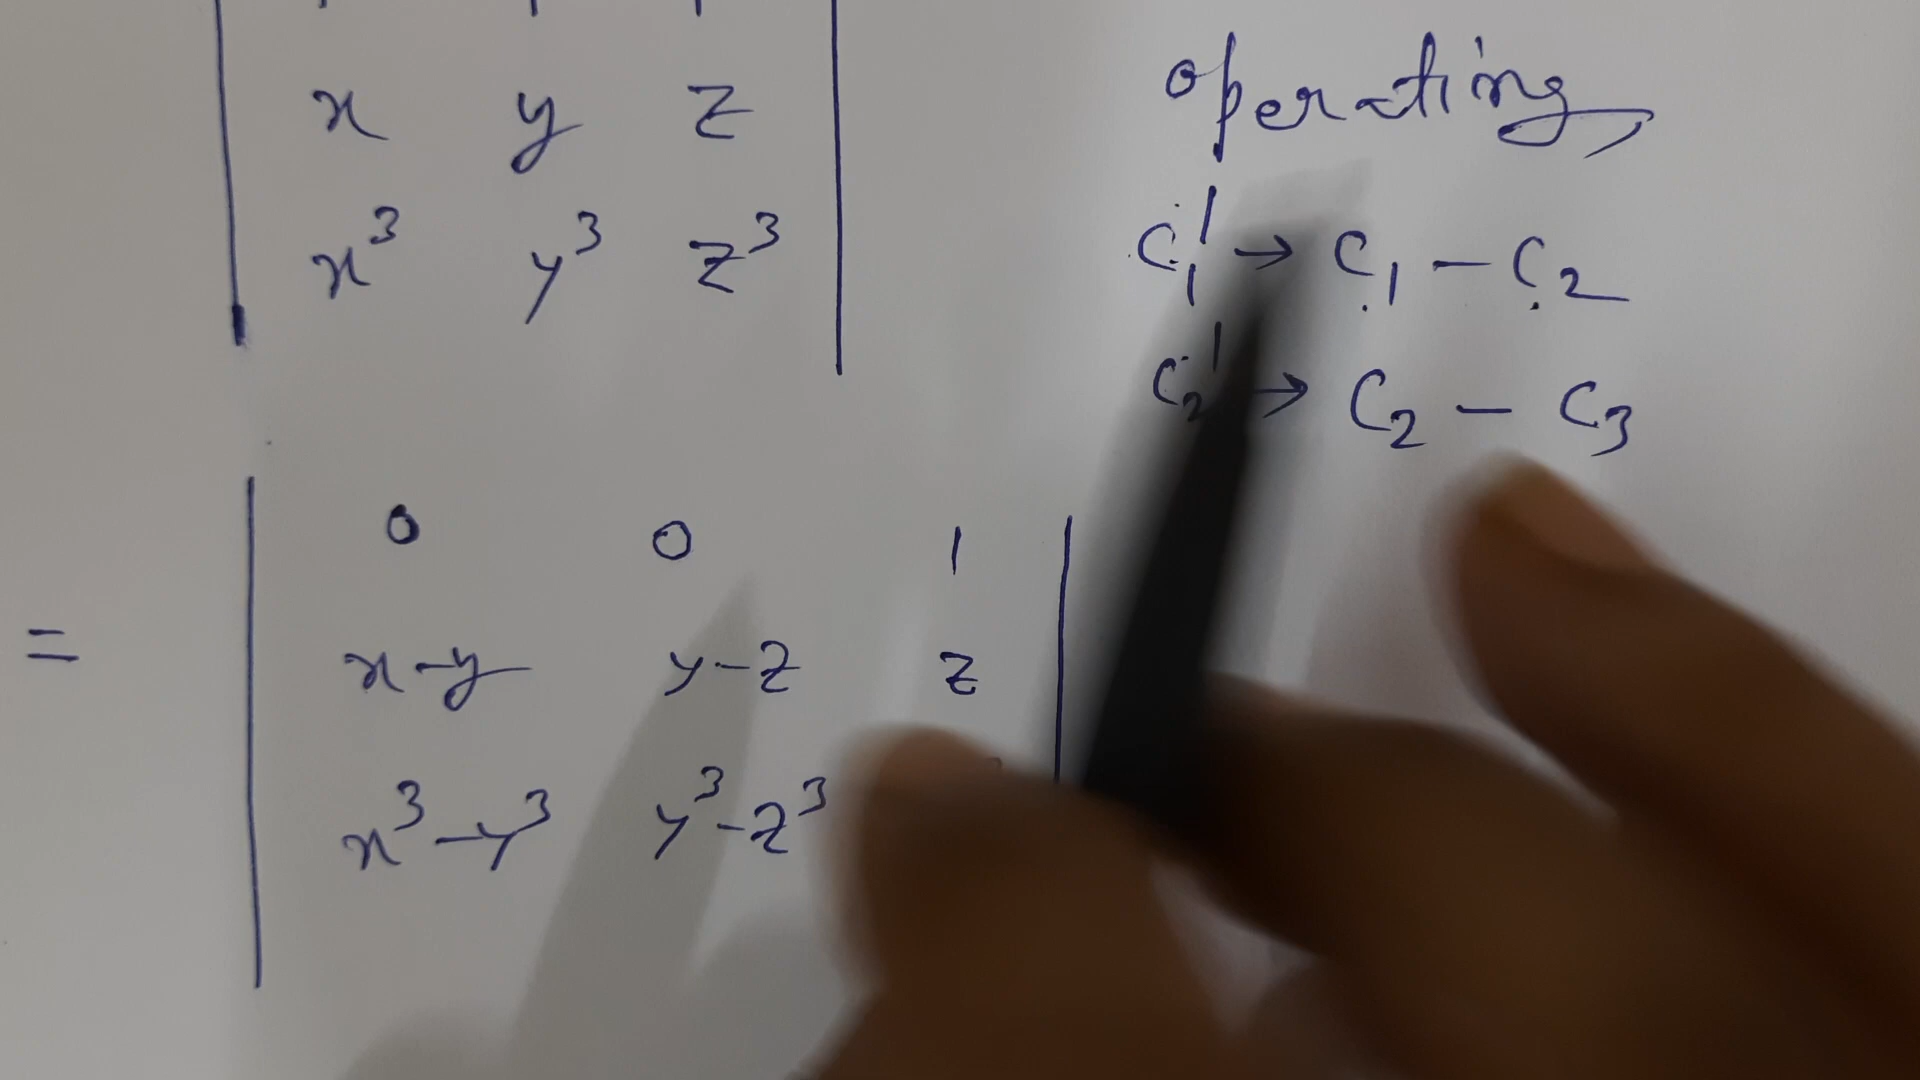 x y z
x³ y³ z³
operating,
C₁' → C₁ - C₂
C₂' → C₂ - C₃
0 0 1
= x-y y-z z
x³-y³ y³-z³